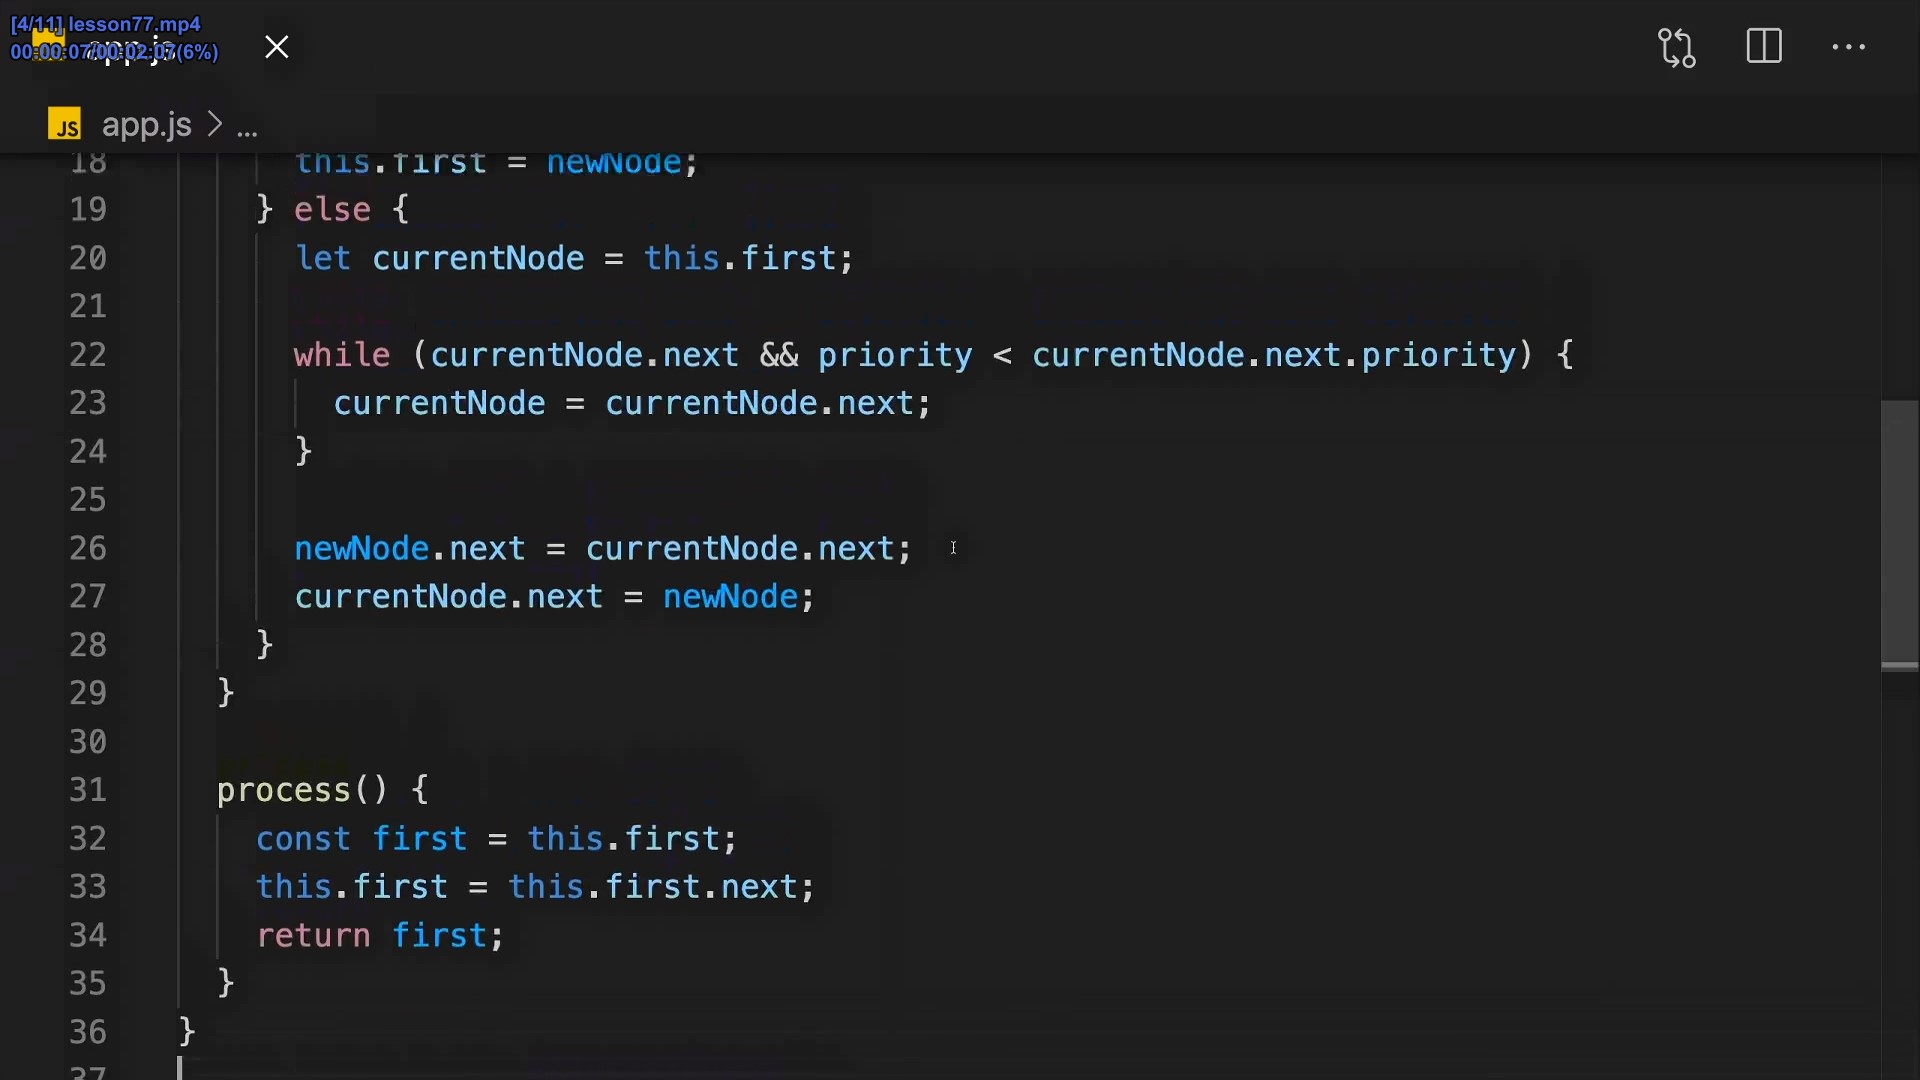 [4/11] lesson77.mp4
00:00:07/00:02:07(6%)
app.js
JS app.js > ...
18 this.first = newNode;
19 } else {
20 let currentNode = this.first;
21
22 while (currentNode.next && priority < currentNode.next.priority) {
23 currentNode = currentNode.next;
24 }
25
26 newNode.next = currentNode.next;
27 currentNode.next = newNode;
28 }
29 }
30
31 process() {
32 const first = this.first;
33 this.first = this.first.next;
34 return first;
35 }
36 }
37